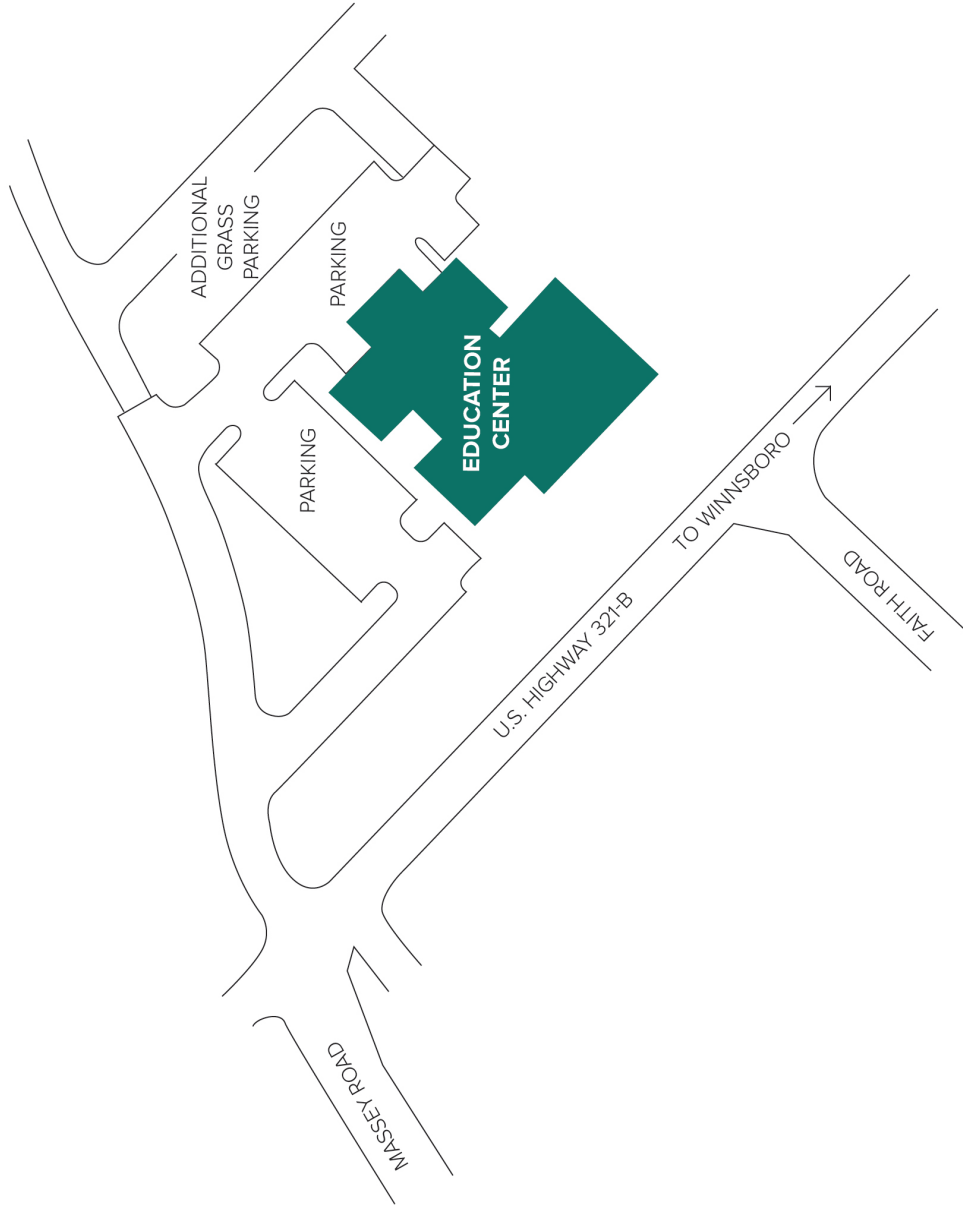 ADDITIONAL
GRASS
PARKING
PARKING
PARKING
EDUCATION
CENTER
TO WINNSBORO
U.S. HIGHWAY 321-B
FAITH ROAD
MASSEY ROAD